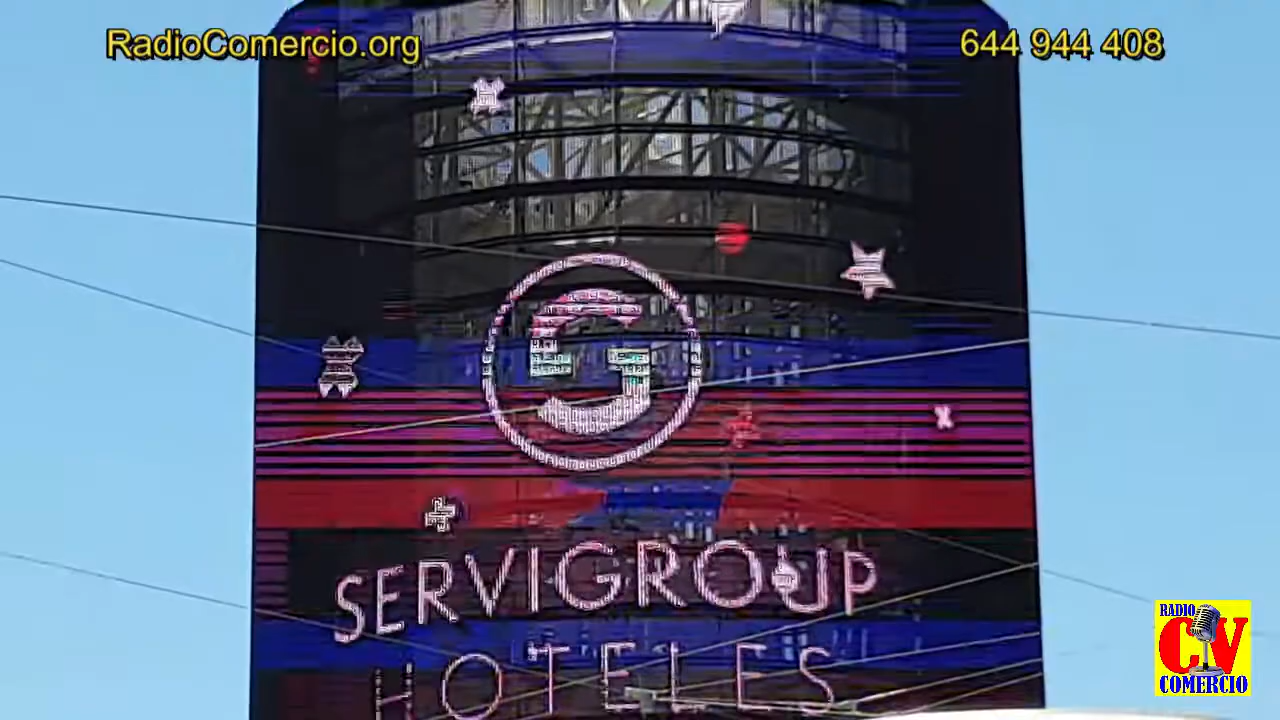 RadioComercio.org
644 944 408
G
SERVIGROUP
HOTELES
RADIO
CV
COMERCIO